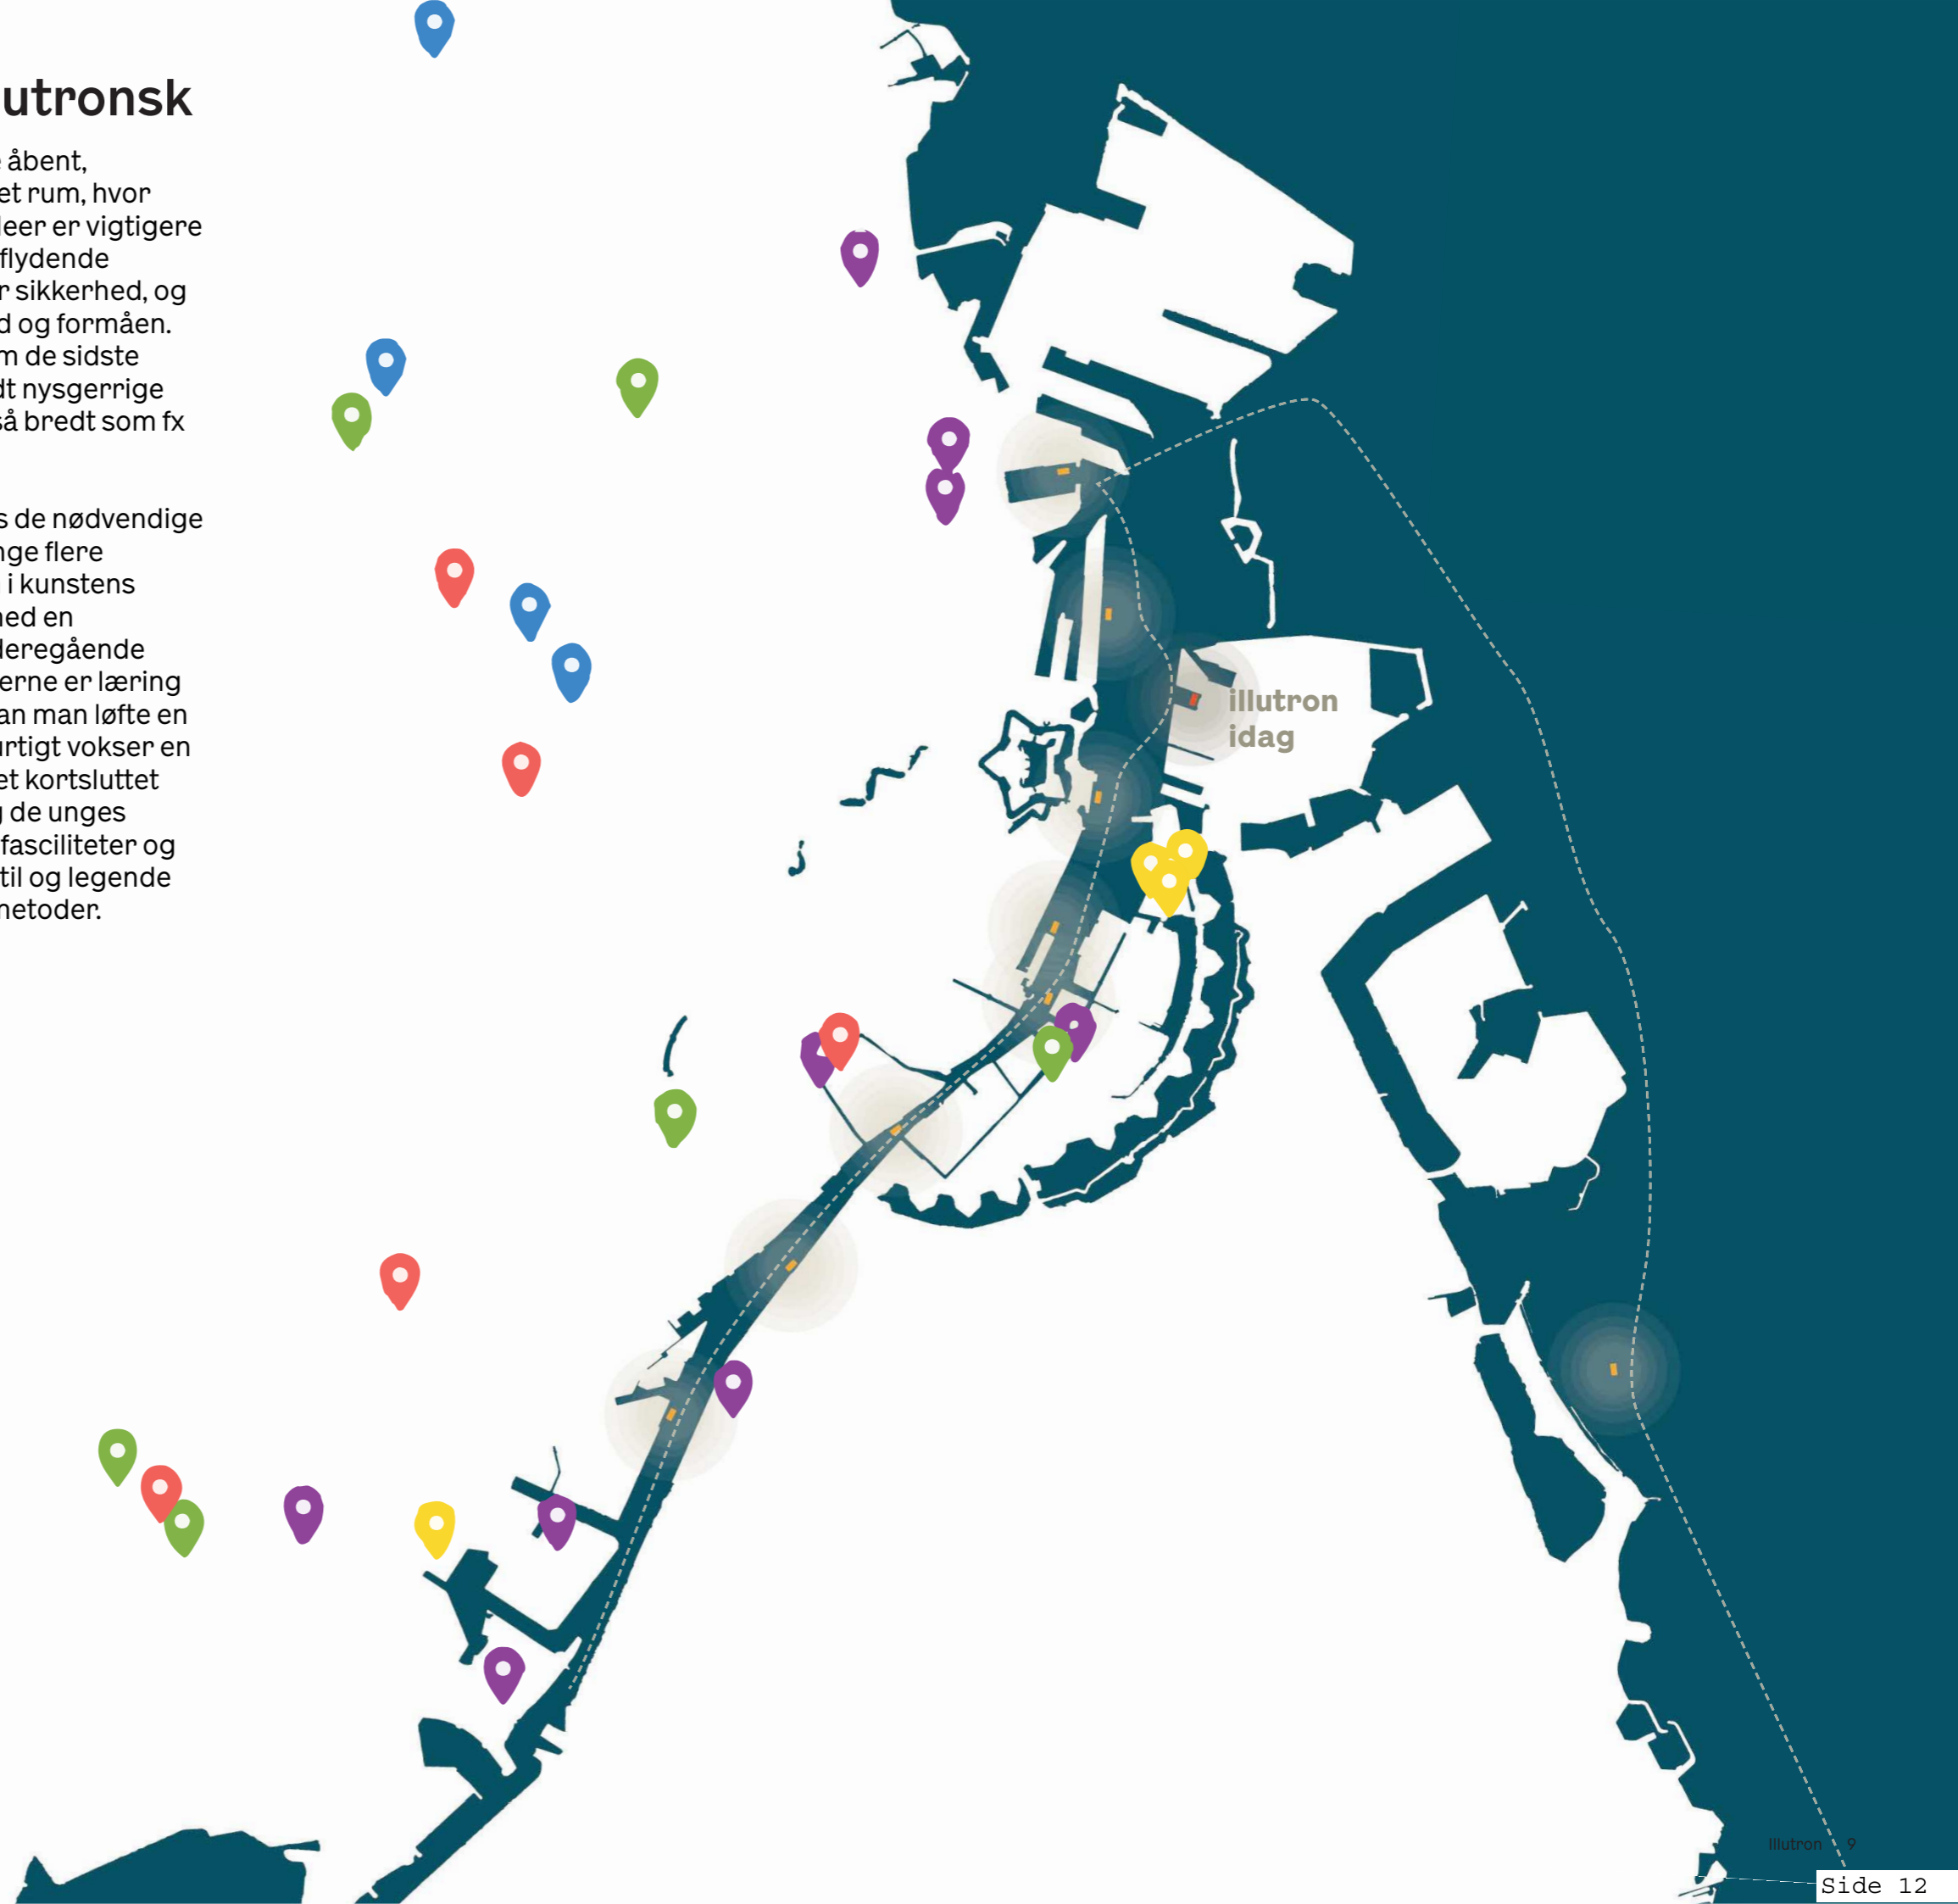 utronsk
åbent,
et rum, hvor
deer er vigtigere
flydende
r sikkerhed, og
d og formåen.
m de sidste
dt nysgerrige
så bredt som fx
s de nødvendige
nge flere
i kunstens
ned en
deregående
erne er læring
an man løfte en
urtigt vokser en
et kortsluttet
g de unges
fasciliteter og
til og legende
metoder.
illutron
idag
Illutron 9
Side 12